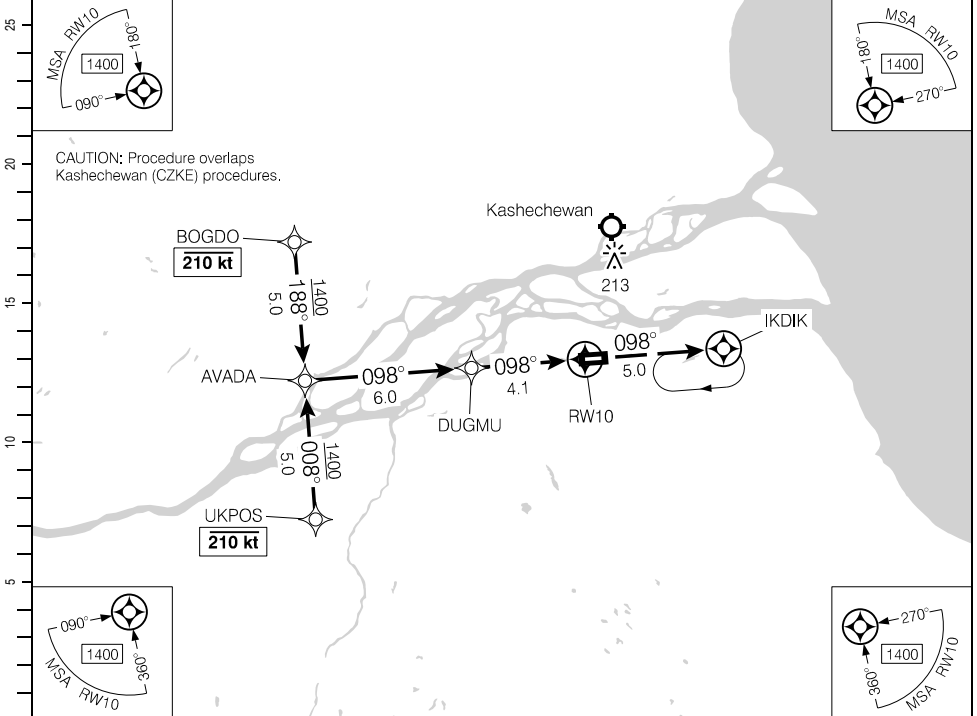 25
20
15
10
5
MSA RW10
180°
1400
090°
MSA RW10
180°
1400
270°
CAUTION: Procedure overlaps
Kashechewan (CZKE) procedures.
Kashechewan
213
BOGDO
210 kt
188°
1400
5.0
IKDIK
098°
5.0
AVADA
098°
6.0
098°
4.1
DUGMU
RW10
008°
1400
5.0
UKPOS
210 kt
090°
1400
360°
MSA RW10
270°
1400
360°
MSA RW10